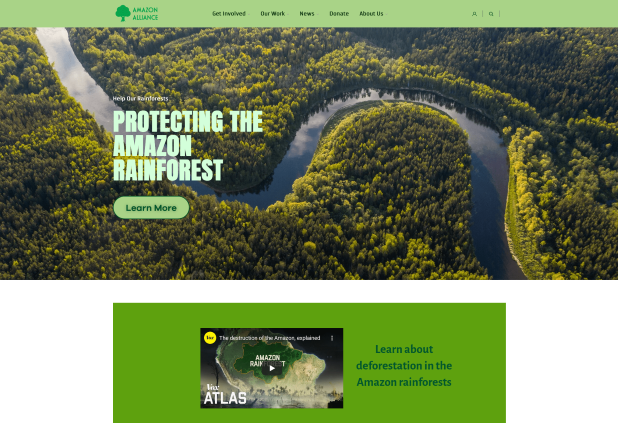 AMAZON
ALLIANCE
Get Involved
Our Work
News
Donate
About Us
Help Our Rainforests
PROTECTING THE
AMAZON
RAINFOREST
Learn More
Vox
The destruction of the Amazon, explained
AMAZON
RAINFOREST
Vox
ATLAS
Learn about
deforestation in the
Amazon rainforests